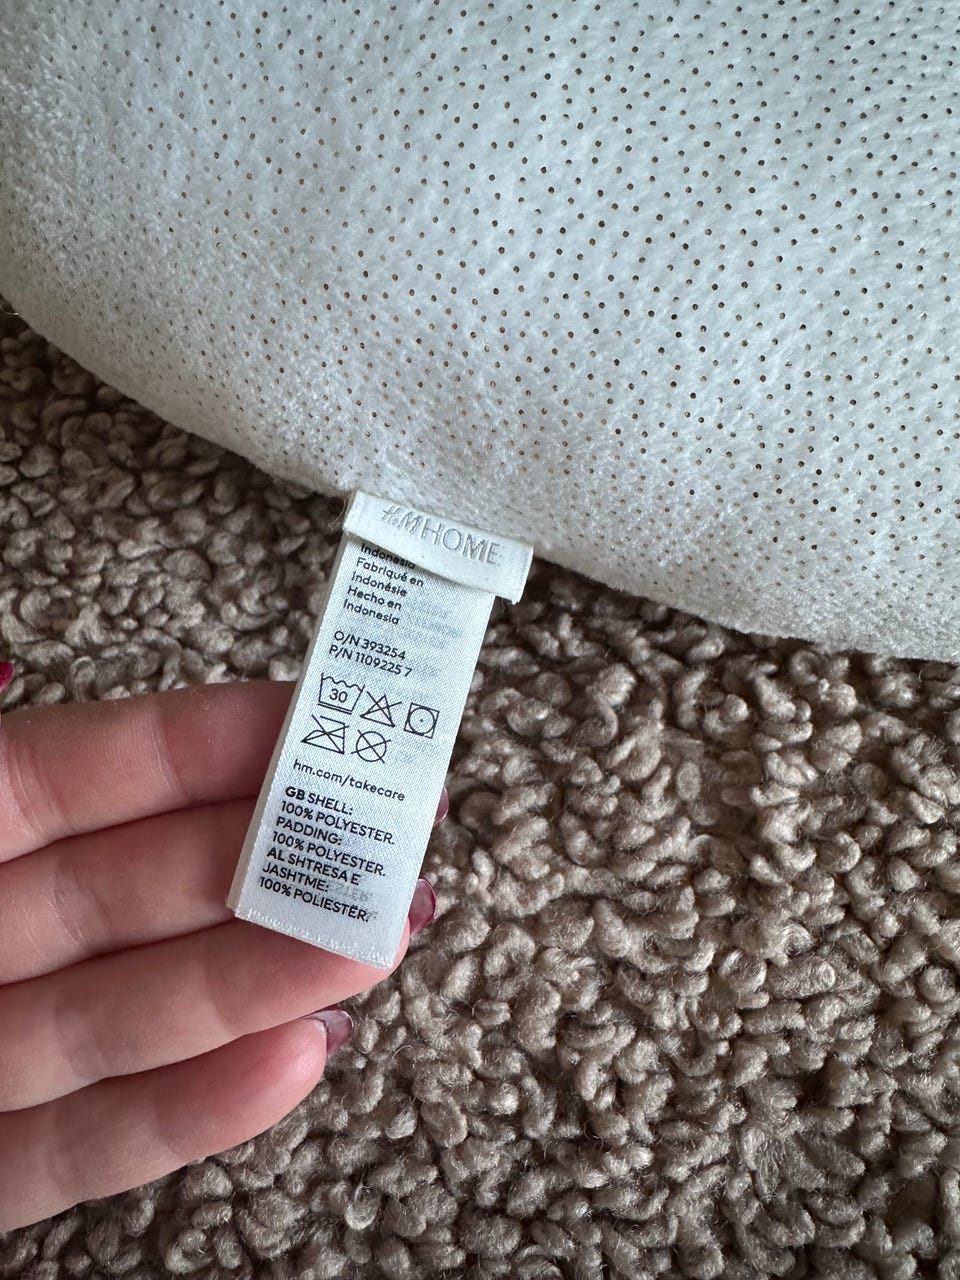 H&M HOME
Indonesia
Fabriqué en
Indonésie
Hecho en
Indonesia
O/N 393254
P/N 1109225 7
30
hm.com/takecare
GB SHELL:
100% POLYESTER.
PADDING:
100% POLYESTER.
AL SHTRESA E
JASHTME:
100% POLIESTËR.